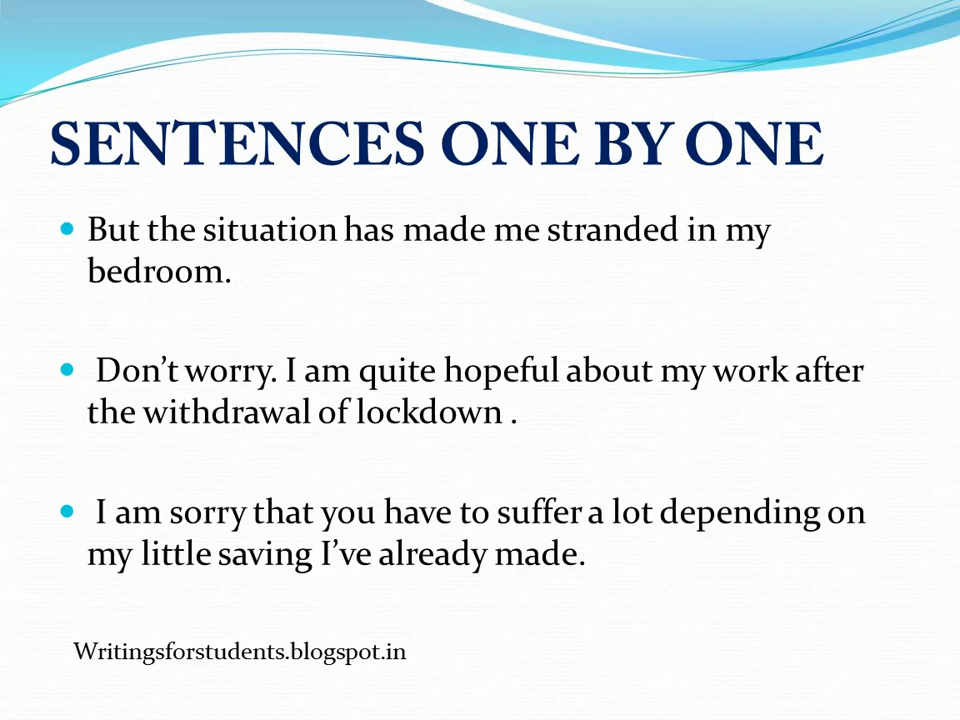 SENTENCES ONE BY ONE
• But the situation has made me stranded in my
bedroom.
• Don’t worry. I am quite hopeful about my work after
the withdrawal of lockdown .
• I am sorry that you have to suffer a lot depending on
my little saving I’ve already made.
Writingsforstudents.blogspot.in